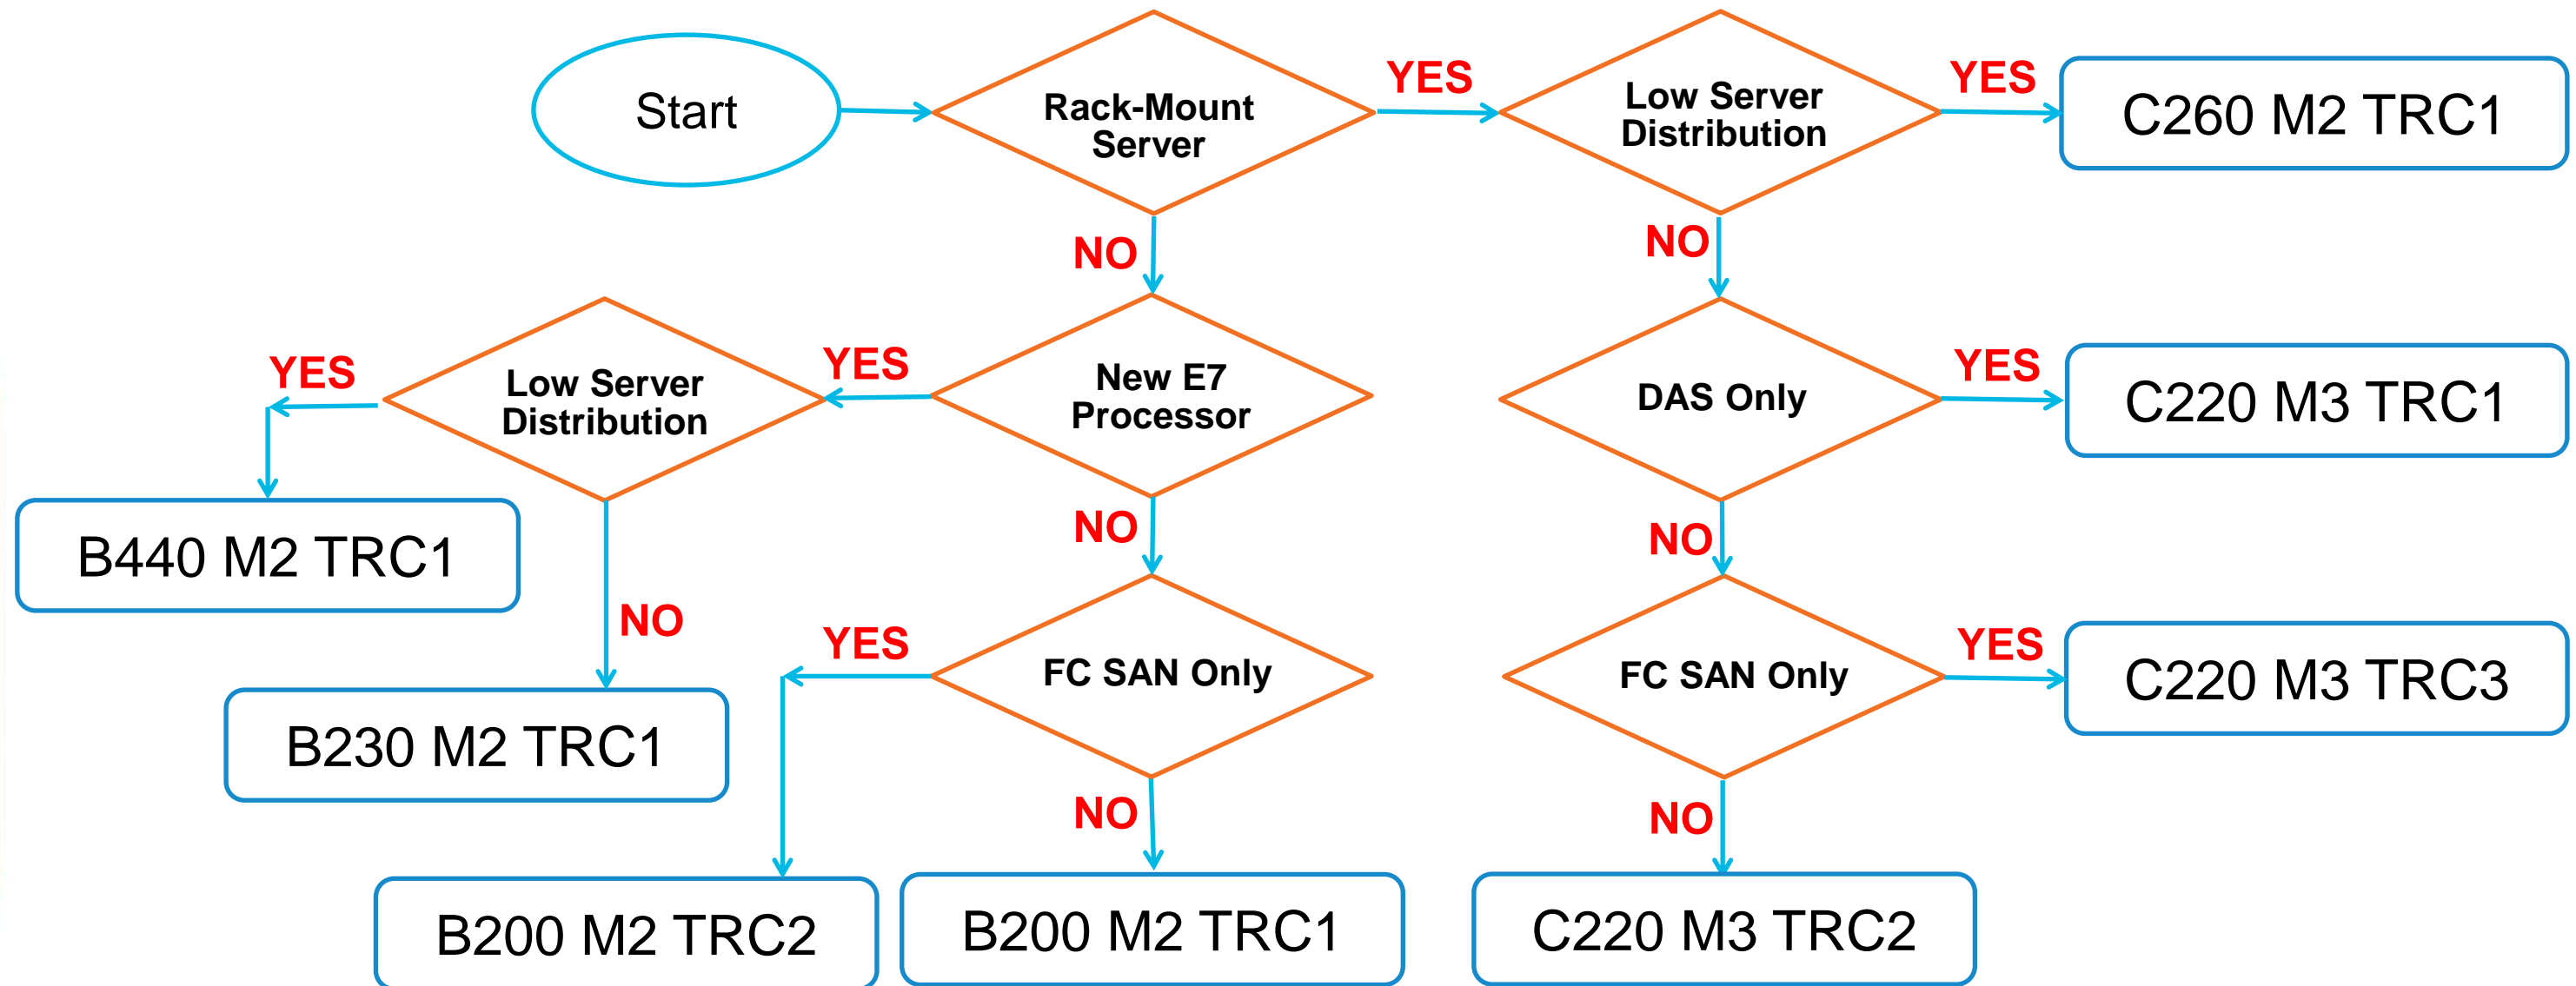 Start
Rack-Mount
Server
YES
Low Server
Distribution
YES
C260 M2 TRC1
NO
NO
YES
Low Server
Distribution
YES
New E7
Processor
DAS Only
YES
C220 M3 TRC1
B440 M2 TRC1
NO
NO
NO
YES
FC SAN Only
FC SAN Only
YES
C220 M3 TRC3
B230 M2 TRC1
NO
NO
B200 M2 TRC2
B200 M2 TRC1
C220 M3 TRC2